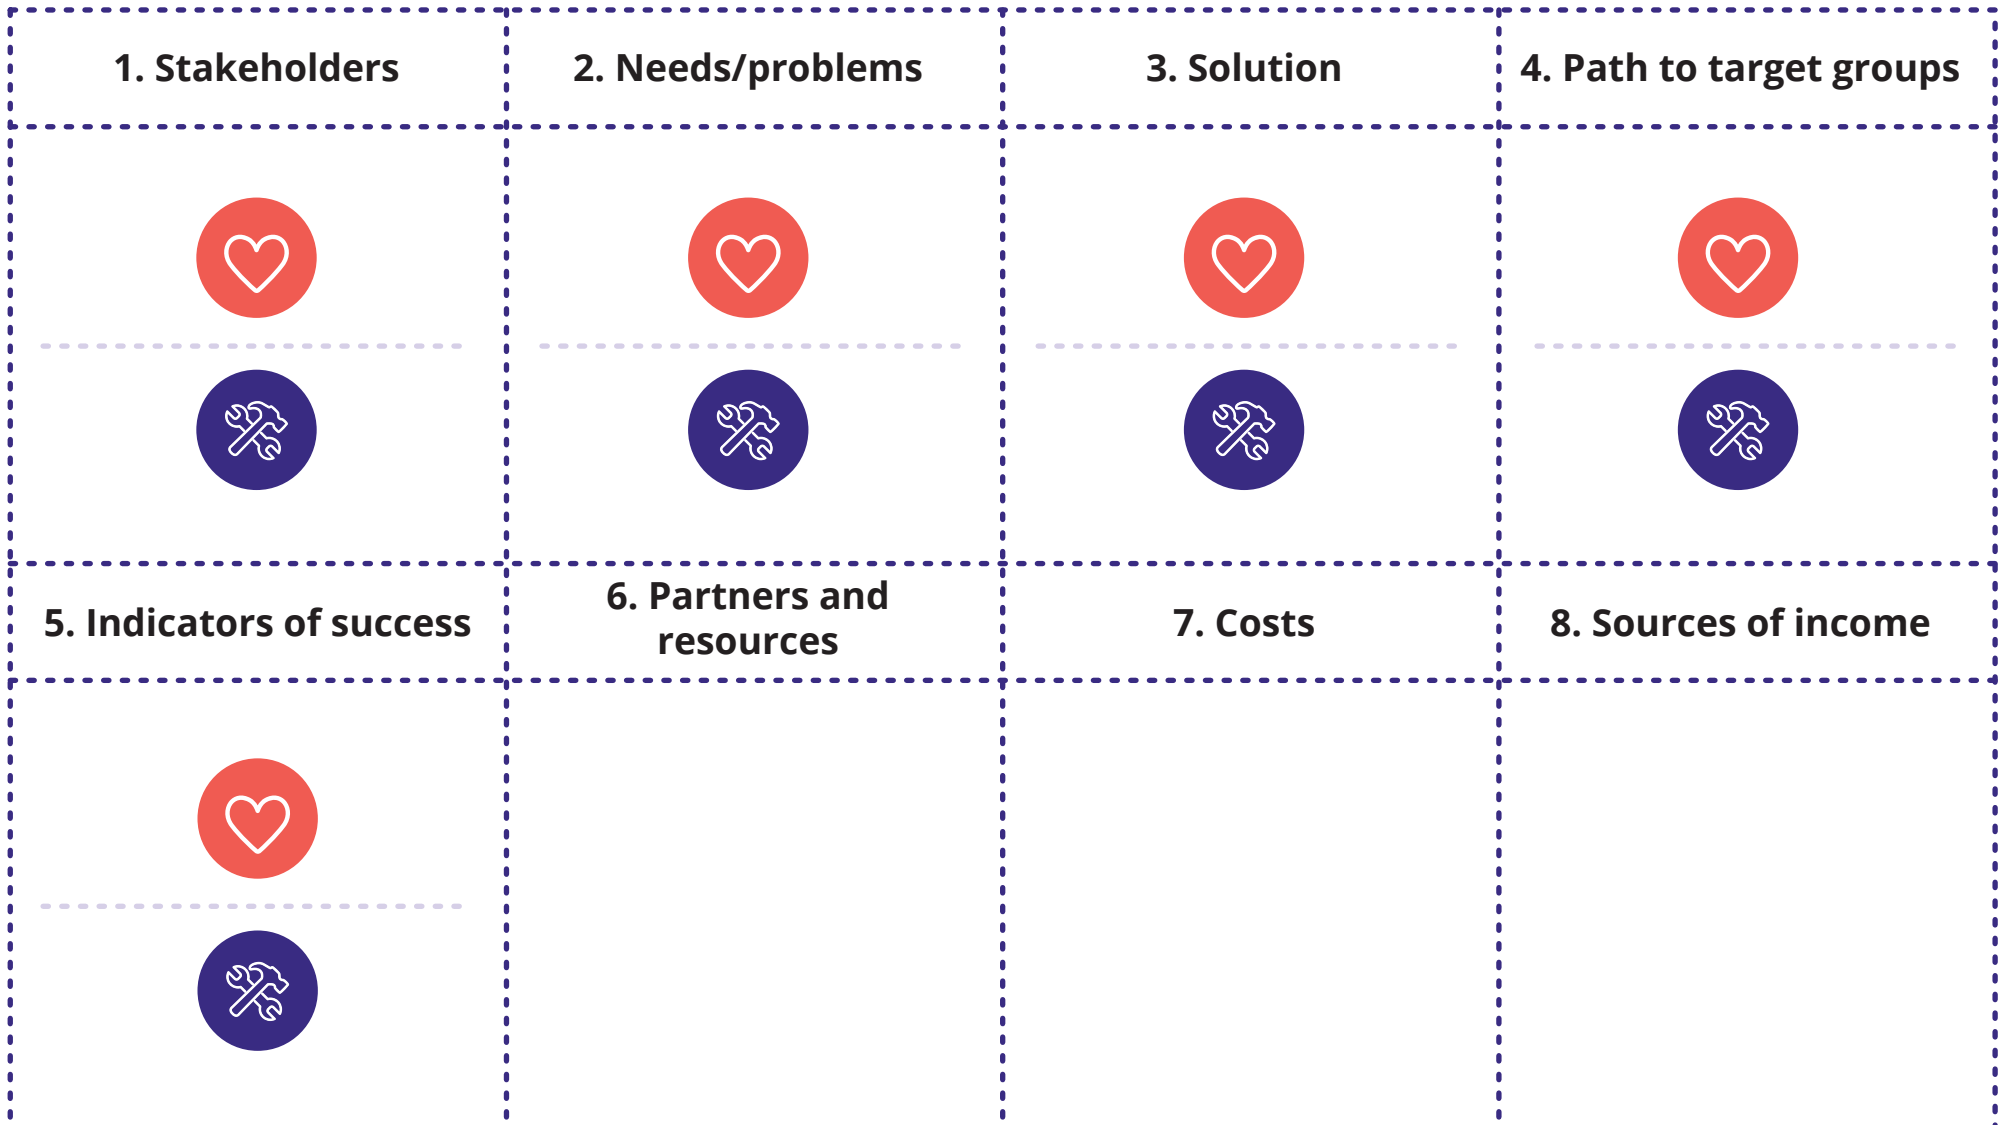 1. Stakeholders
2. Needs/problems
3. Solution
4. Path to target groups
5. Indicators of success
6. Partners and
resources
7. Costs
8. Sources of income